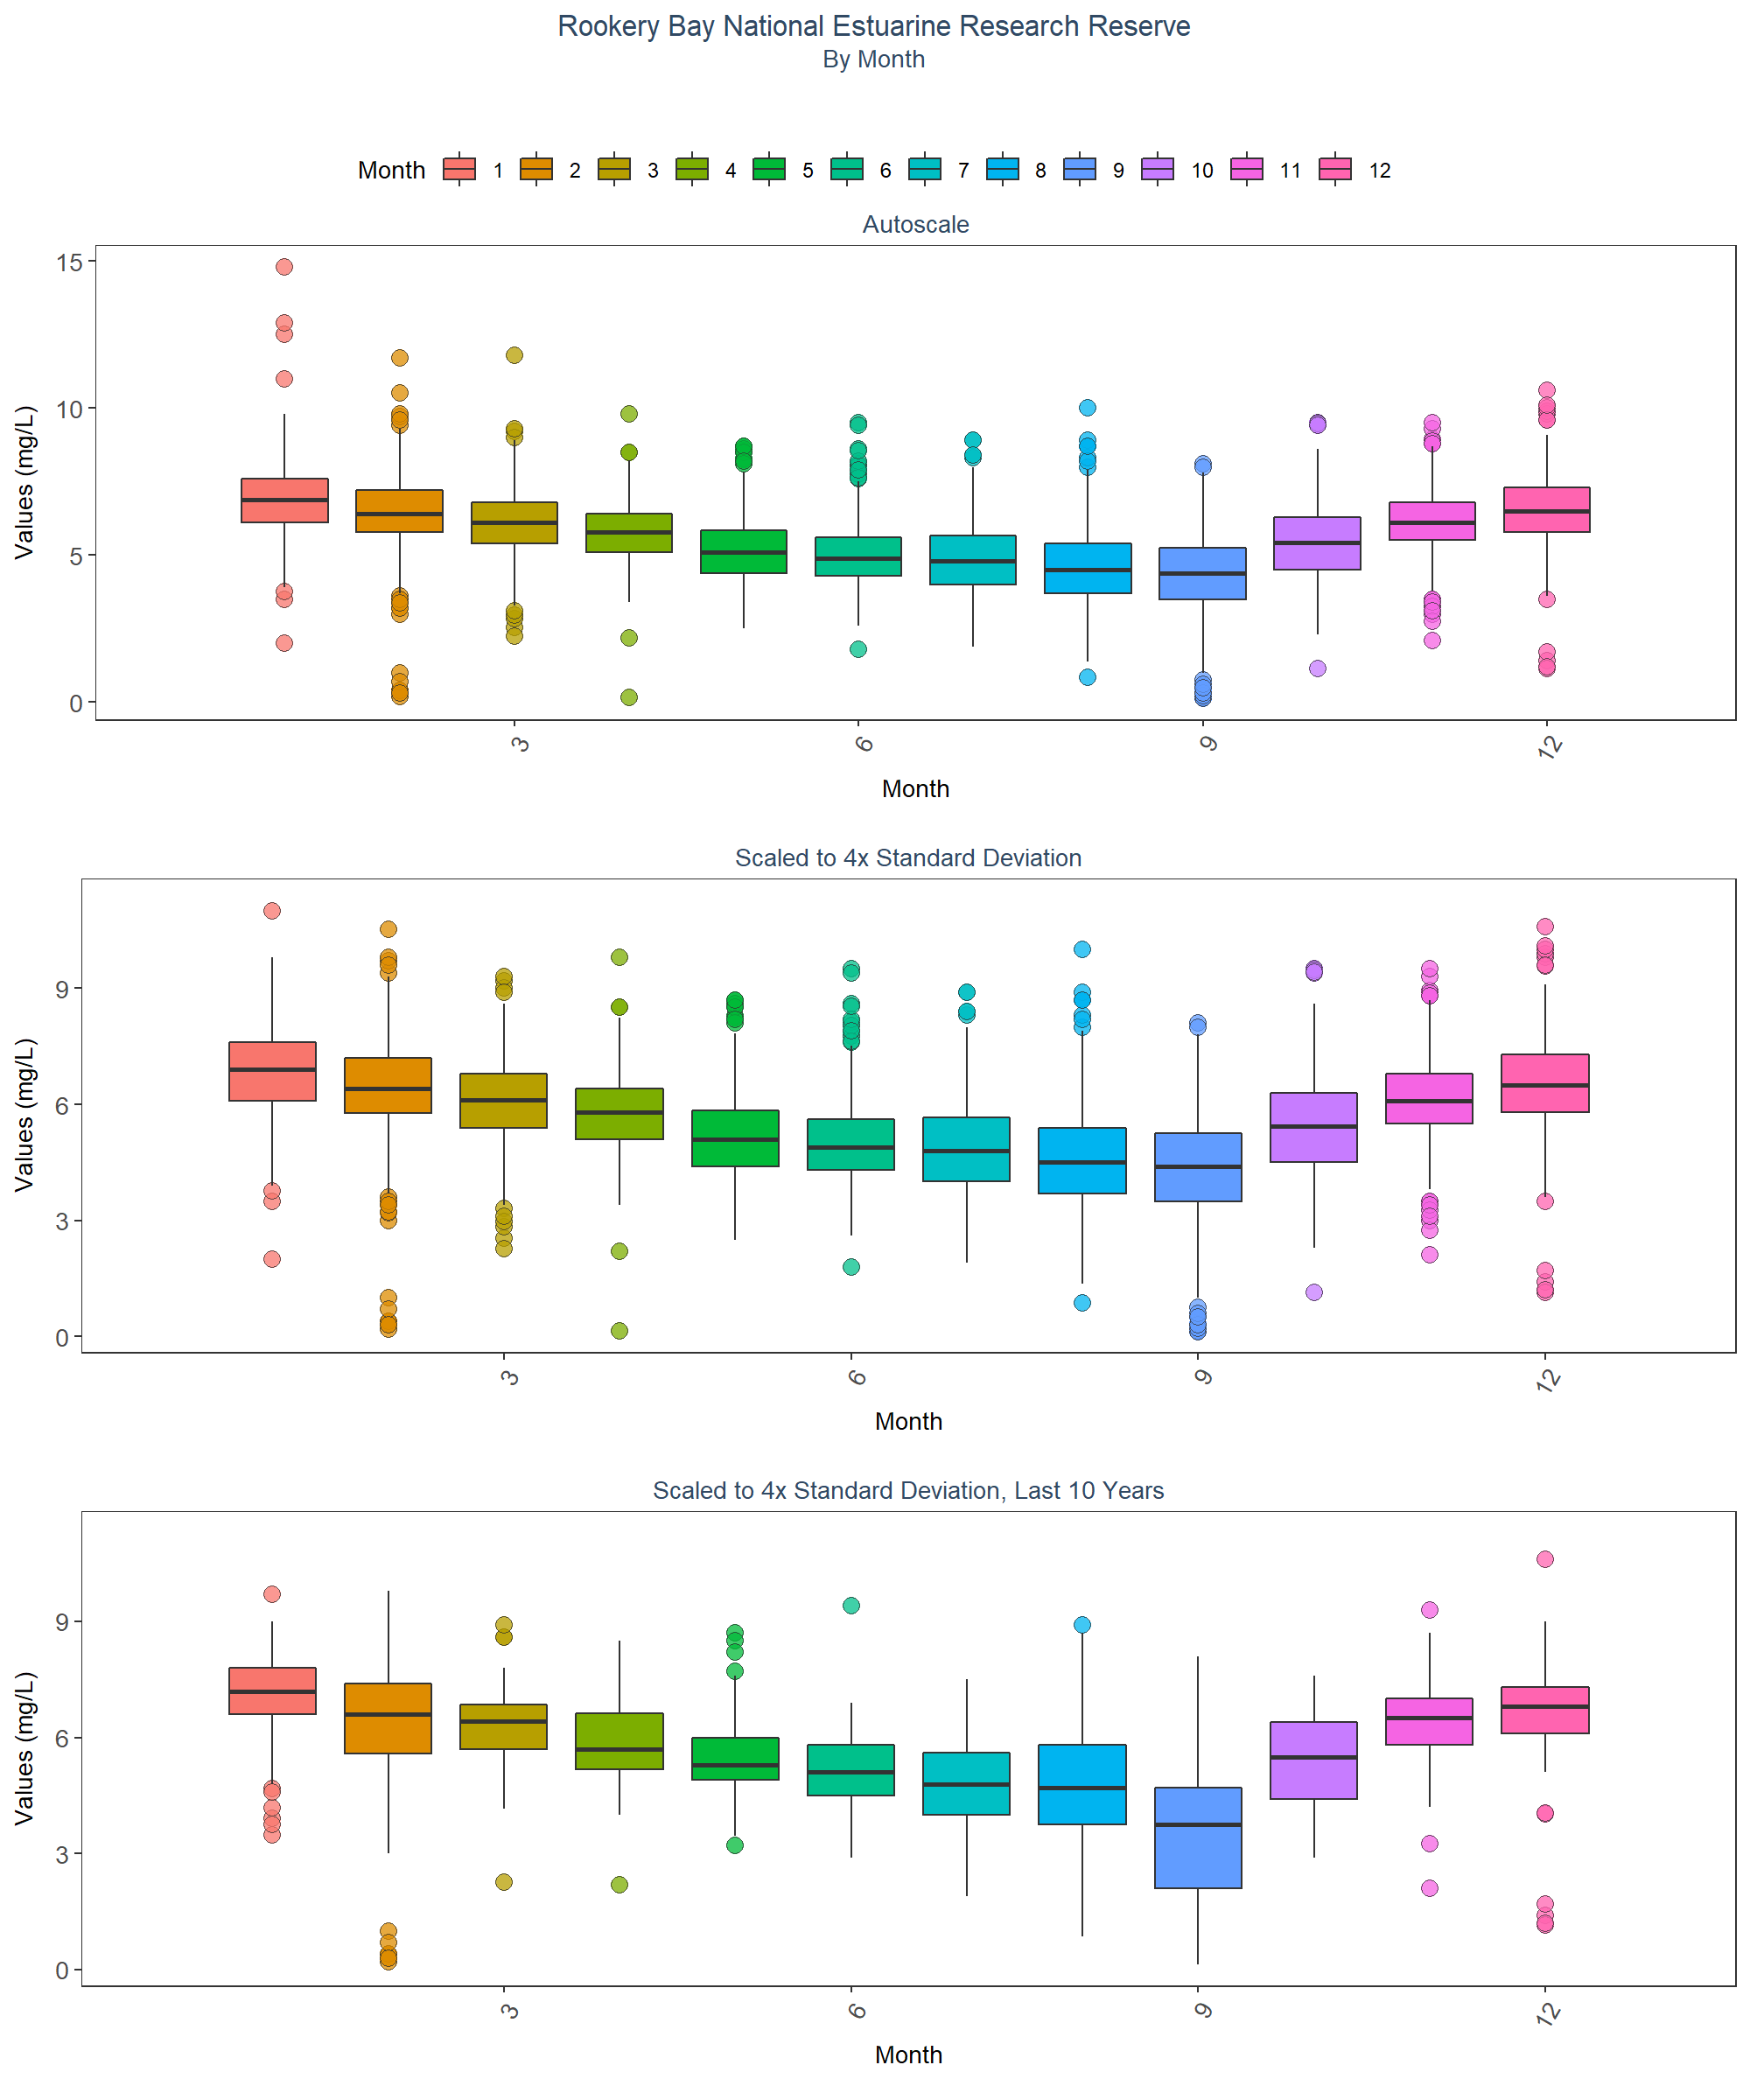 Rookery Bay National Estuarine Research Reserve
By Month
Month 1 2 3 4 5 6 7 8 9 10 11 12
Autoscale
Values (mg/L)
15
10
5
0
3 6 9 12
Month
Scaled to 4x Standard Deviation
Values (mg/L)
9
6
3
0
3 6 9 12
Month
Scaled to 4x Standard Deviation, Last 10 Years
Values (mg/L)
9
6
3
0
3 6 9 12
Month